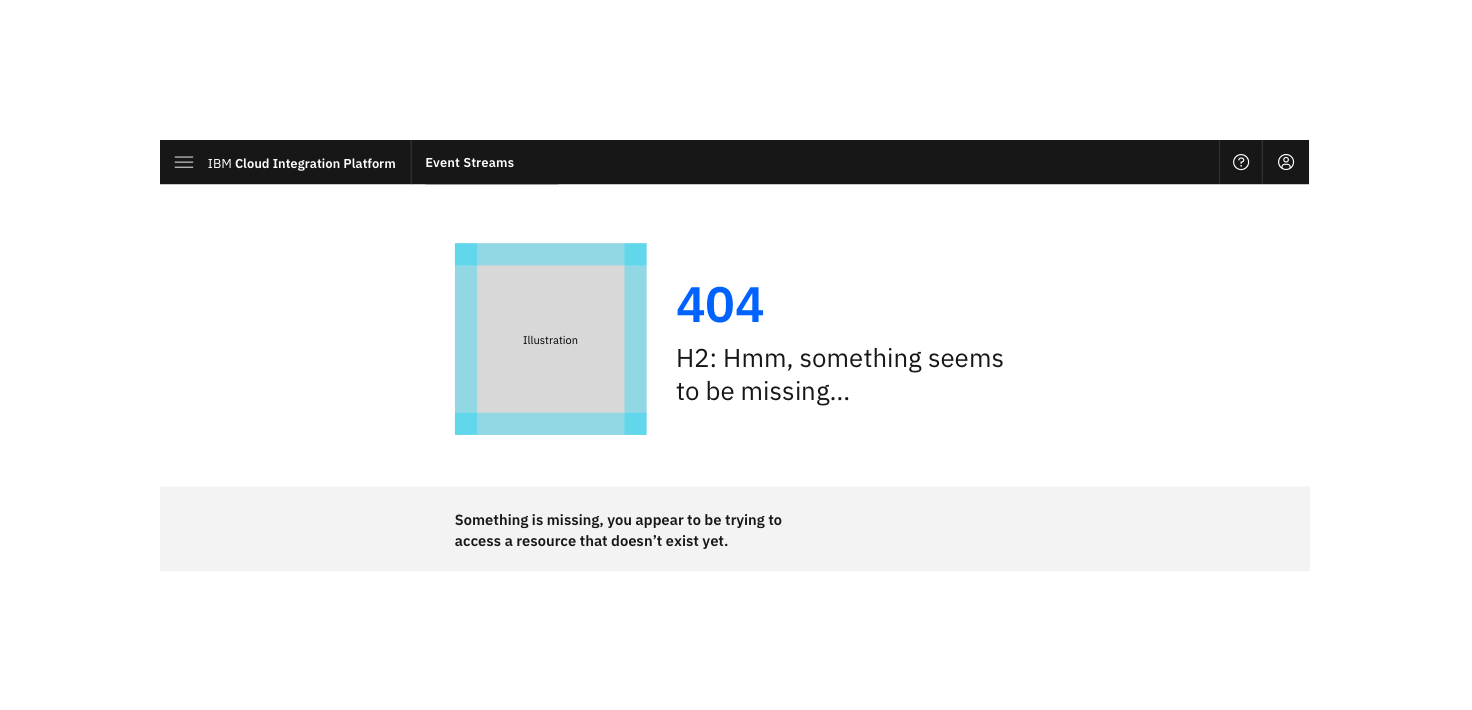 IBM Cloud Integration Platform
Event Streams
Illustration
404
H2: Hmm, something seems
to be missing...
Something is missing, you appear to be trying to
access a resource that doesn’t exist yet.